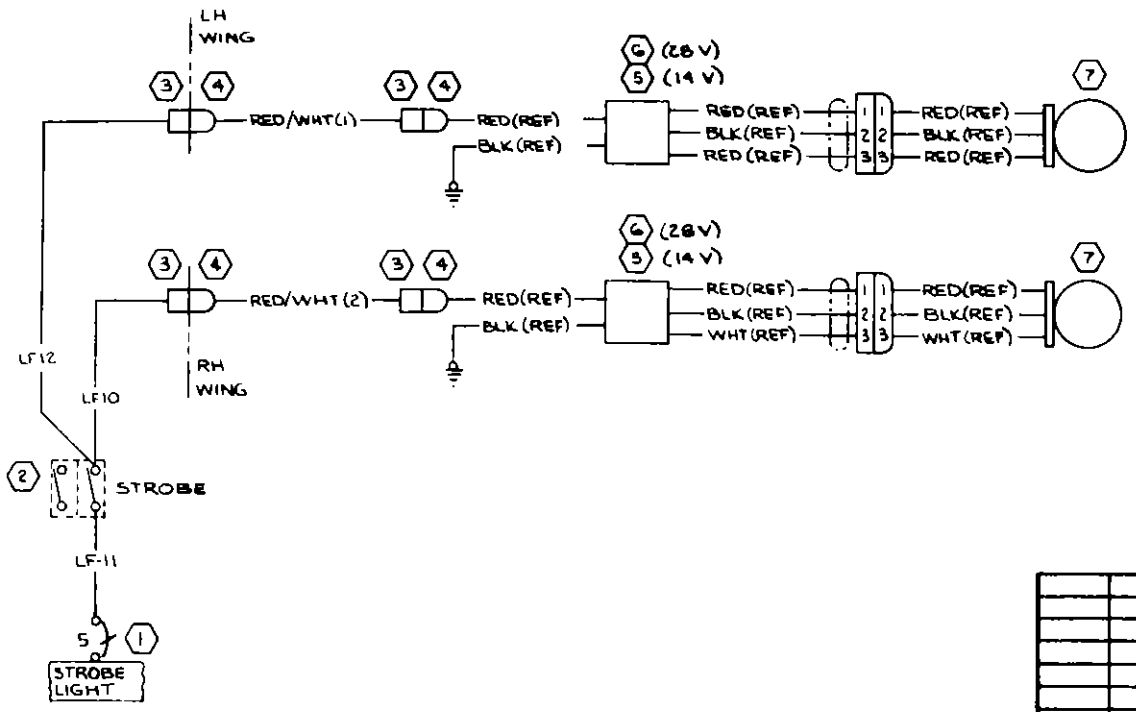 LH
WING
3 4
3 4
6 (28 V)
5 (14 V)
7
RED/WHT(1)
RED(REF)
BLK(REF)
RED(REF)
BLK(REF)
RED(REF)
1 1
2 2
3 3
RED(REF)
BLK(REF)
RED(REF)
3 4
3 4
6 (28 V)
5 (14 V)
7
RED/WHT(2)
RED(REF)
BLK(REF)
RED(REF)
BLK(REF)
WHT(REF)
1 1
2 2
3 3
RED(REF)
BLK(REF)
WHT(REF)
RH
WING
LF12
LF10
2
STROBE
LF-11
5
1
STROBE
LIGHT